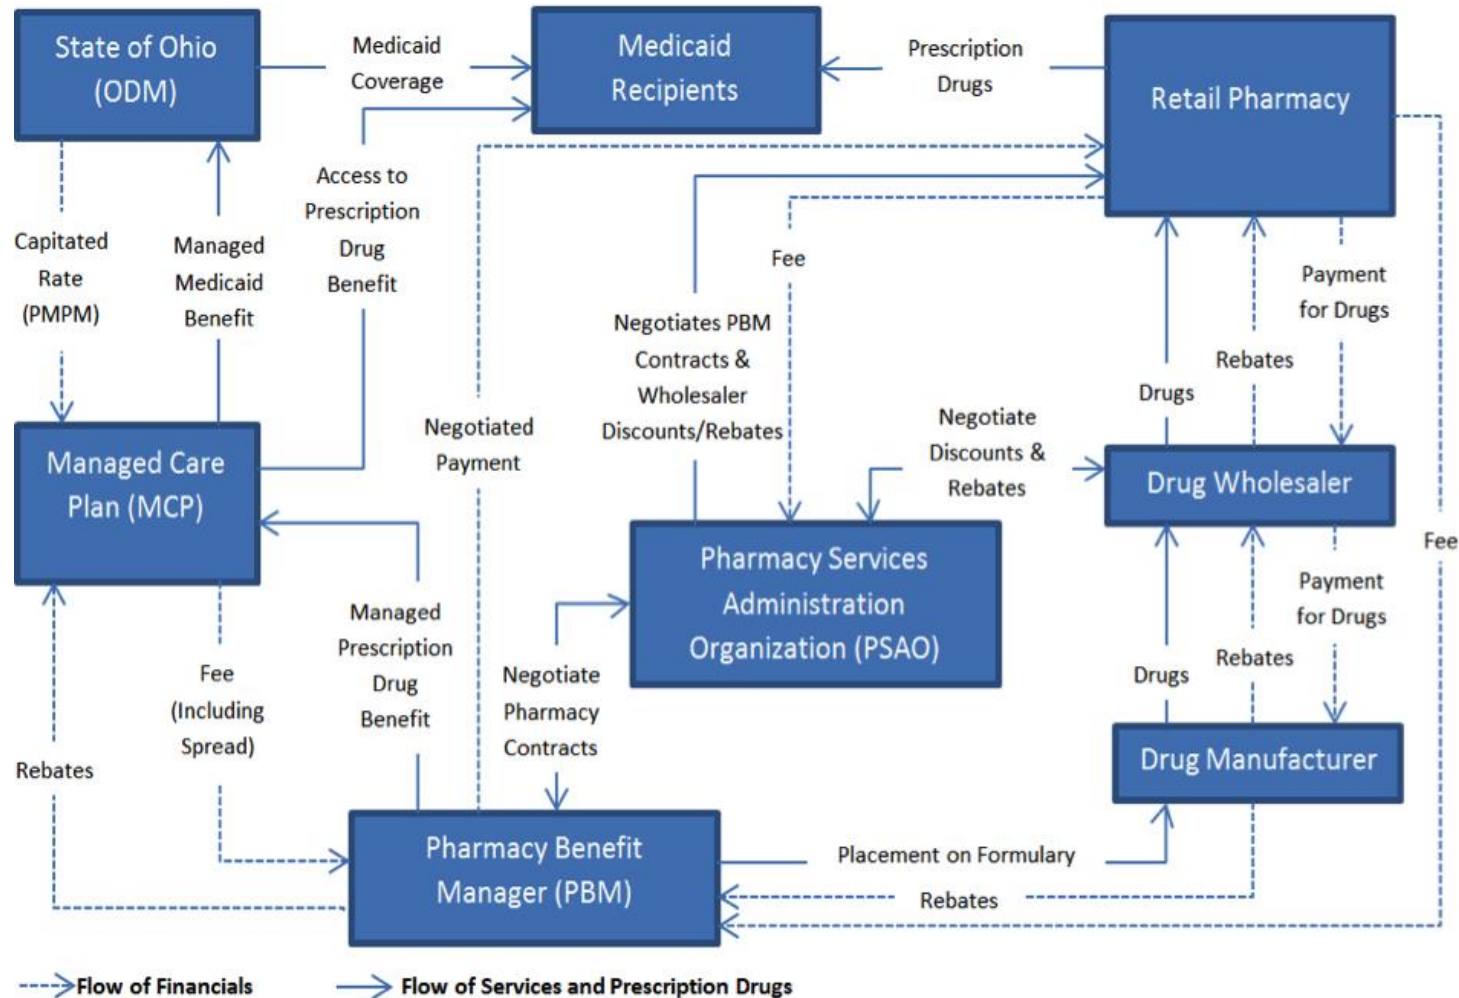 State of Ohio
(ODM)
Medicaid
Coverage
Medicaid
Recipients
Prescription
Drugs
Retail Pharmacy
Capitated
Rate
(PMPM)
Managed
Medicaid
Benefit
Access to
Prescription
Drug
Benefit
Fee
Payment
for Drugs
Rebates
Drugs
Negotiates PBM
Contracts &
Wholesaler
Discounts/Rebates
Negotiated
Payment
Negotiate
Discounts &
Rebates
Managed Care
Plan (MCP)
Drug Wholesaler
Fee
Pharmacy Services
Administration
Organization (PSAO)
Payment
for Drugs
Rebates
Drugs
Managed
Prescription
Drug
Benefit
Fee
(Including
Spread)
Negotiate
Pharmacy
Contracts
Rebates
Drug Manufacturer
Pharmacy Benefit
Manager (PBM)
Placement on Formulary
Rebates
Flow of Financials
Flow of Services and Prescription Drugs